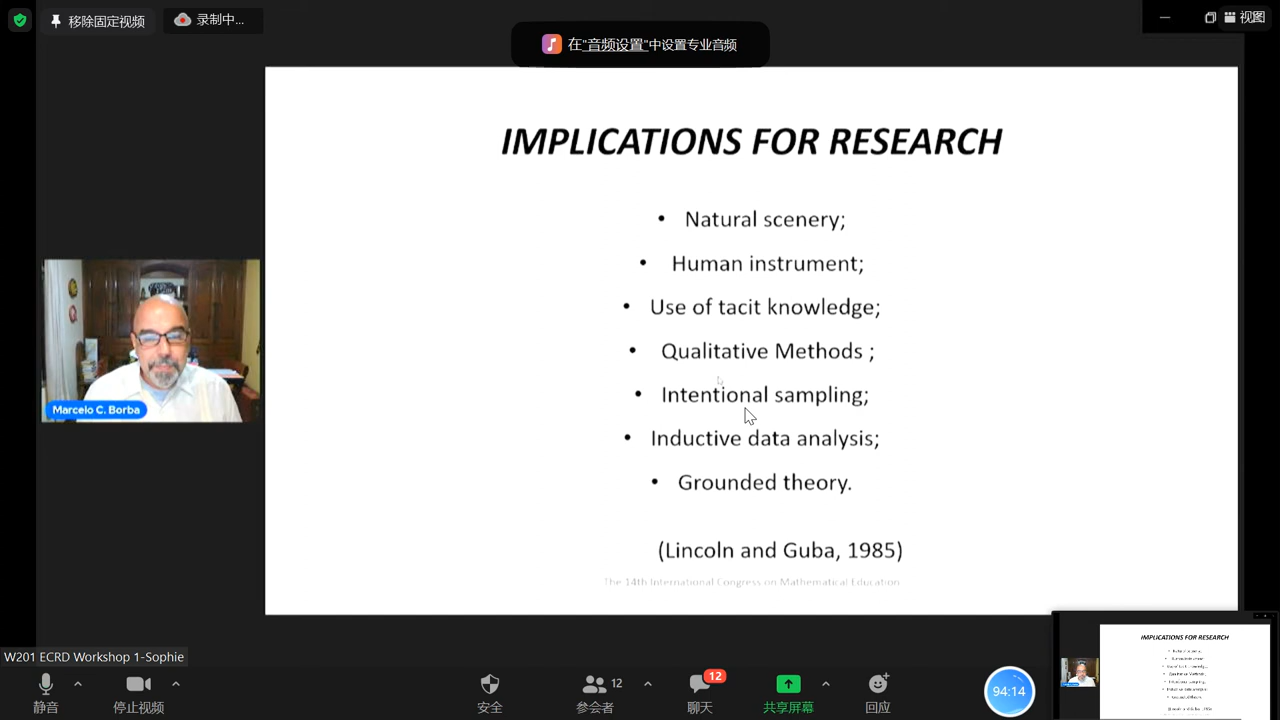 移除固定视频
录制中...
在"音频设置"中设置专业音频
视图
IMPLICATIONS FOR RESEARCH
• Natural scenery;
• Human instrument;
• Use of tacit knowledge;
• Qualitative Methods ;
• Intentional sampling;
• Inductive data analysis;
• Grounded theory.
(Lincoln and Guba, 1985)
The 14th International Congress on Mathematical Education
Marcelo C. Borba
W201 ECRD Workshop 1-Sophie
静音
停止视频
安全
参会者
12
聊天
12
共享屏幕
回应
94:14
IMPLICATIONS FOR RESEARCH